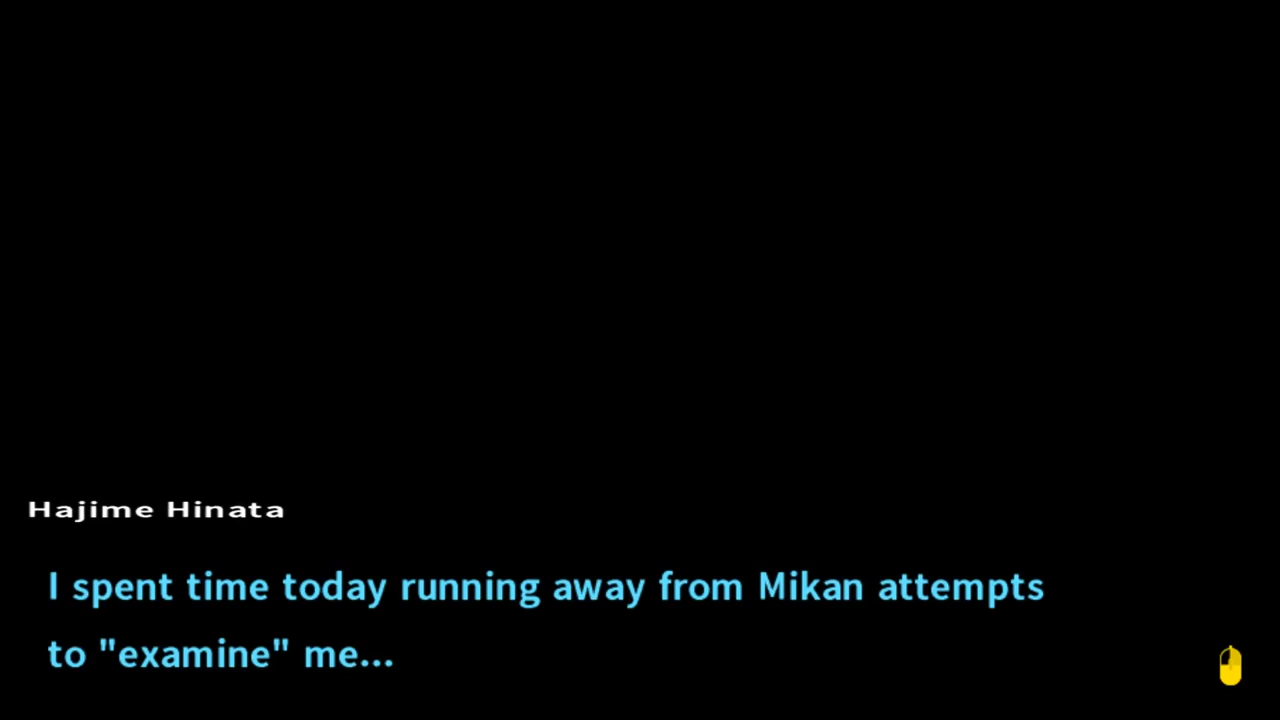 Hajime Hinata
I spent time today running away from Mikan attempts
to "examine" me...